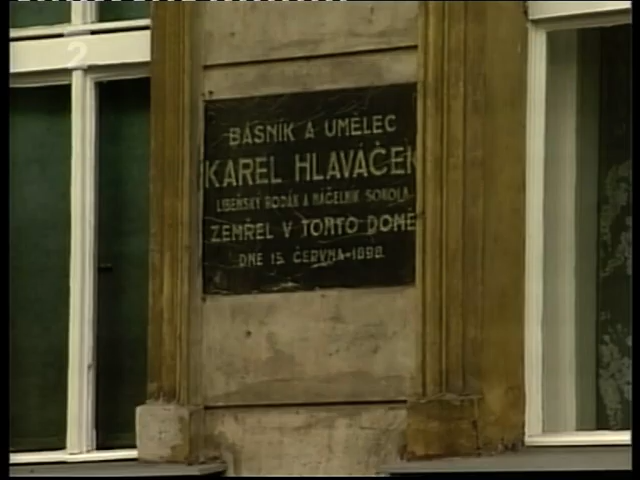 2
BÁSNÍK A UMĚLEC
KAREL HLAVÁČEK
LIBEŇSKÝ RODÁK A NÁČELNÍK SOKOLA
ZEMŘEL V TOMTO DOMĚ
DNE 15. ČERVNA 1898.